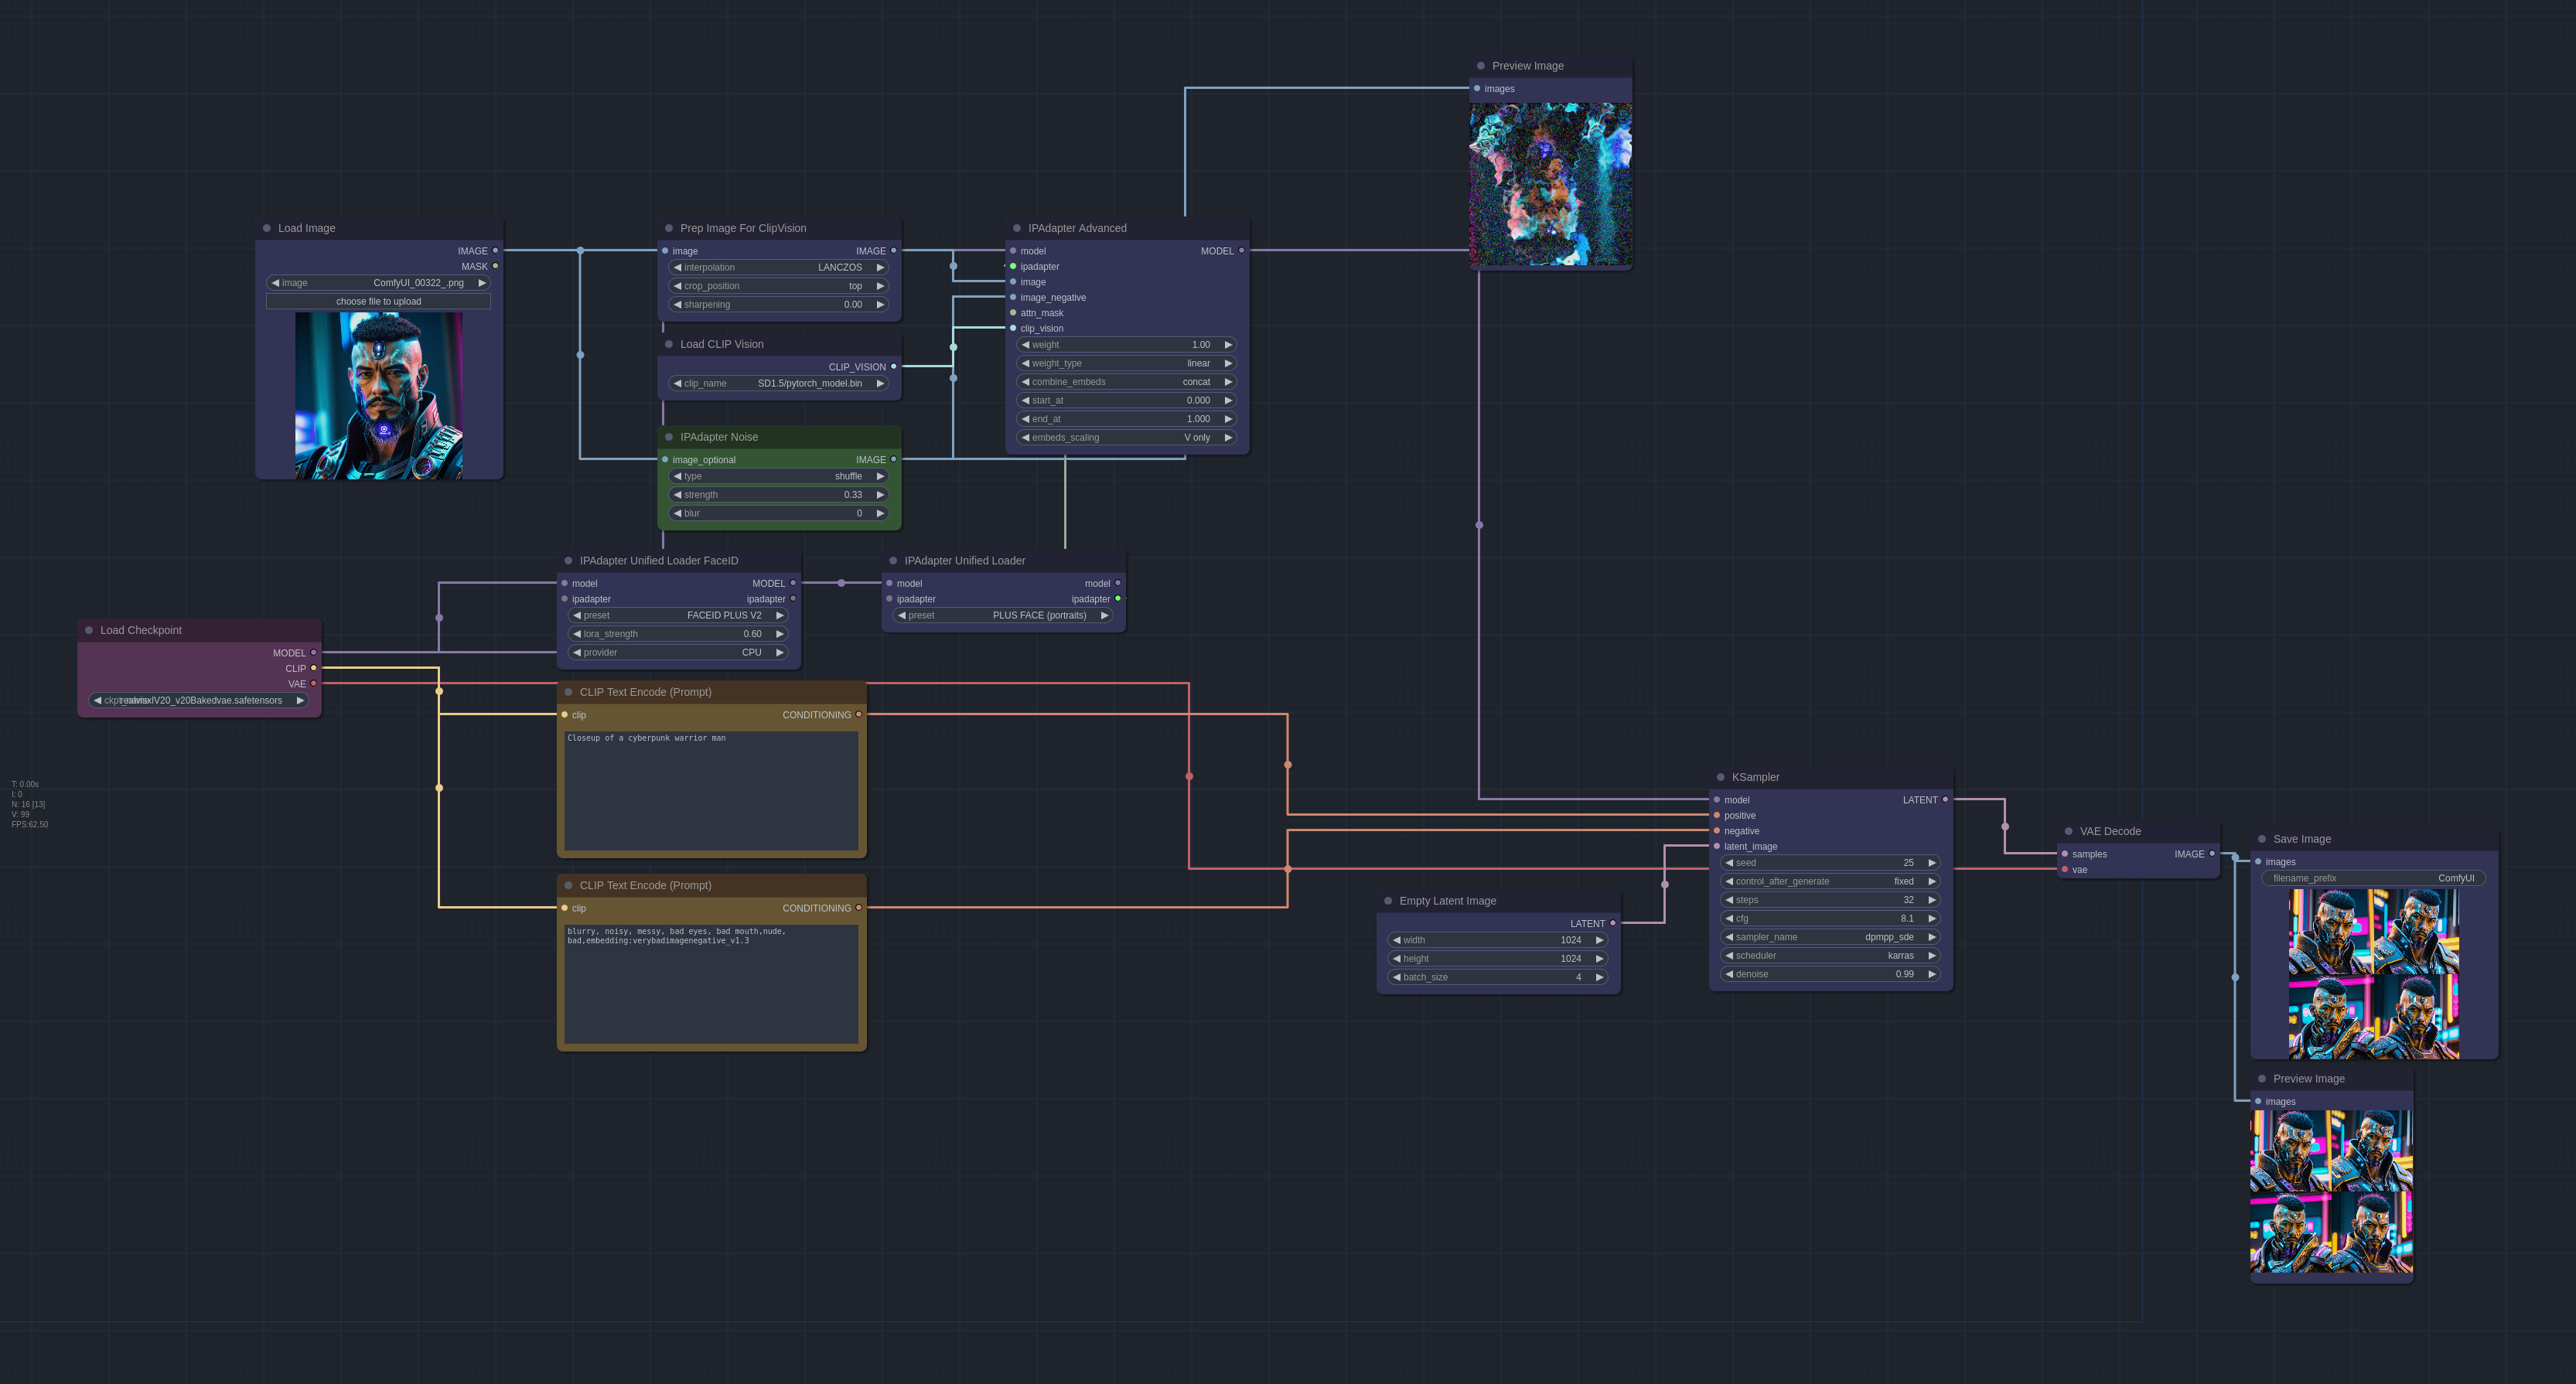 Preview Image
images
Load Image
IMAGE
MASK
image ComfyUI_00322_.png
choose file to upload
Prep Image For ClipVision
image IMAGE
interpolation LANCZOS
crop_position top
sharpening 0.00
Load CLIP Vision
CLIP_VISION
clip_name SD1.5/pytorch_model.bin
IPAdapter Noise
image_optional IMAGE
type shuffle
strength 0.33
blur 0
IPAdapter Advanced
model MODEL
ipadapter
image
image_negative
attn_mask
clip_vision
weight 1.00
weight_type linear
combine_embeds concat
start_at 0.000
end_at 1.000
embeds_scaling V only
IPAdapter Unified Loader FaceID
model MODEL
ipadapter ipadapter
preset FACEID PLUS V2
lora_strength 0.60
provider CPU
IPAdapter Unified Loader
model model
ipadapter ipadapter
preset PLUS FACE (portraits)
Load Checkpoint
MODEL
CLIP
VAE
CLIP Text Encode (Prompt)
clip CONDITIONING
Closeup of a cyberpunk warrior man
CLIP Text Encode (Prompt)
clip CONDITIONING
blurry, noisy, messy, bad eyes, bad mouth,nude,
bad,embedding:verybadimagenegative_v1.3
T: 0.00s
I: 0
N: 16 [13]
V: 99
FPS:62.50
Empty Latent Image
LATENT
width 1024
height 1024
batch_size 4
KSampler
model LATENT
positive
negative
latent_image
seed 25
control_after_generate fixed
steps 32
cfg 8.1
sampler_name dpmpp_sde
scheduler karras
denoise 0.99
VAE Decode
samples IMAGE
vae
Save Image
images
filename_prefix ComfyUI
Preview Image
images